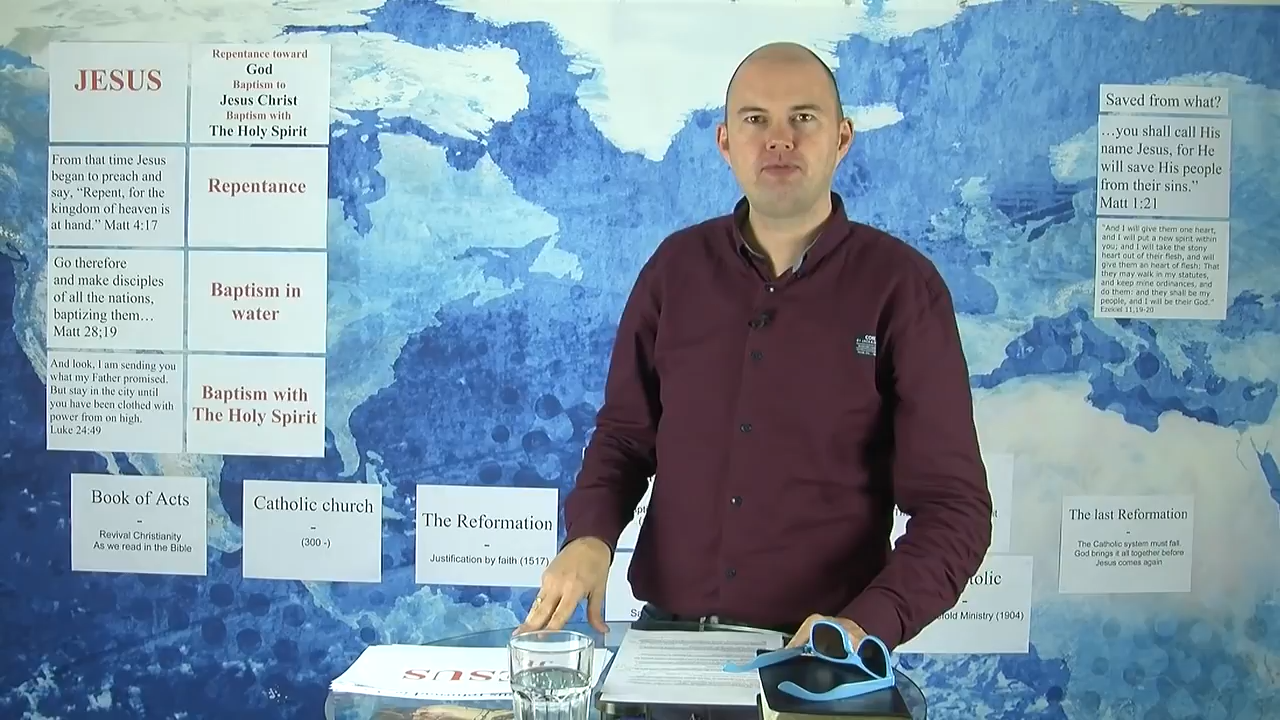 JESUS
Repentance toward
God
Baptism to
Jesus Christ
Baptism with
The Holy Spirit
From that time Jesus
began to preach and
say, “Repent, for the
kingdom of heaven is
at hand.” Matt 4:17
Repentance
Go therefore
and make disciples
of all the nations,
baptizing them…
Matt 28;19
Baptism in
water
And look, I am sending you
what my Father promised.
But stay in the city until
you have been clothed with
power from on high.
Luke 24:49
Baptism with
The Holy Spirit
Saved from what?
…you shall call His
name Jesus, for He
will save His people
from their sins.”
Matt 1:21
"And I will give them one heart,
and I will put a new spirit within
you; and I will take the stony
heart out of their flesh, and will
give them an heart of flesh: That
they may walk in my statutes,
and keep mine ordinances, and
do them: and they shall be my
people, and I will be their God."
Ezekiel 11,19-20
Book of Acts
-
Revival Christianity
As we read in the Bible
Catholic church
-
(300 -)
The Reformation
-
Justification by faith (1517)
Ministry (1904)
The last Reformation
-
The Catholic system must fall.
God brings it all together before
Jesus comes again
JESUS